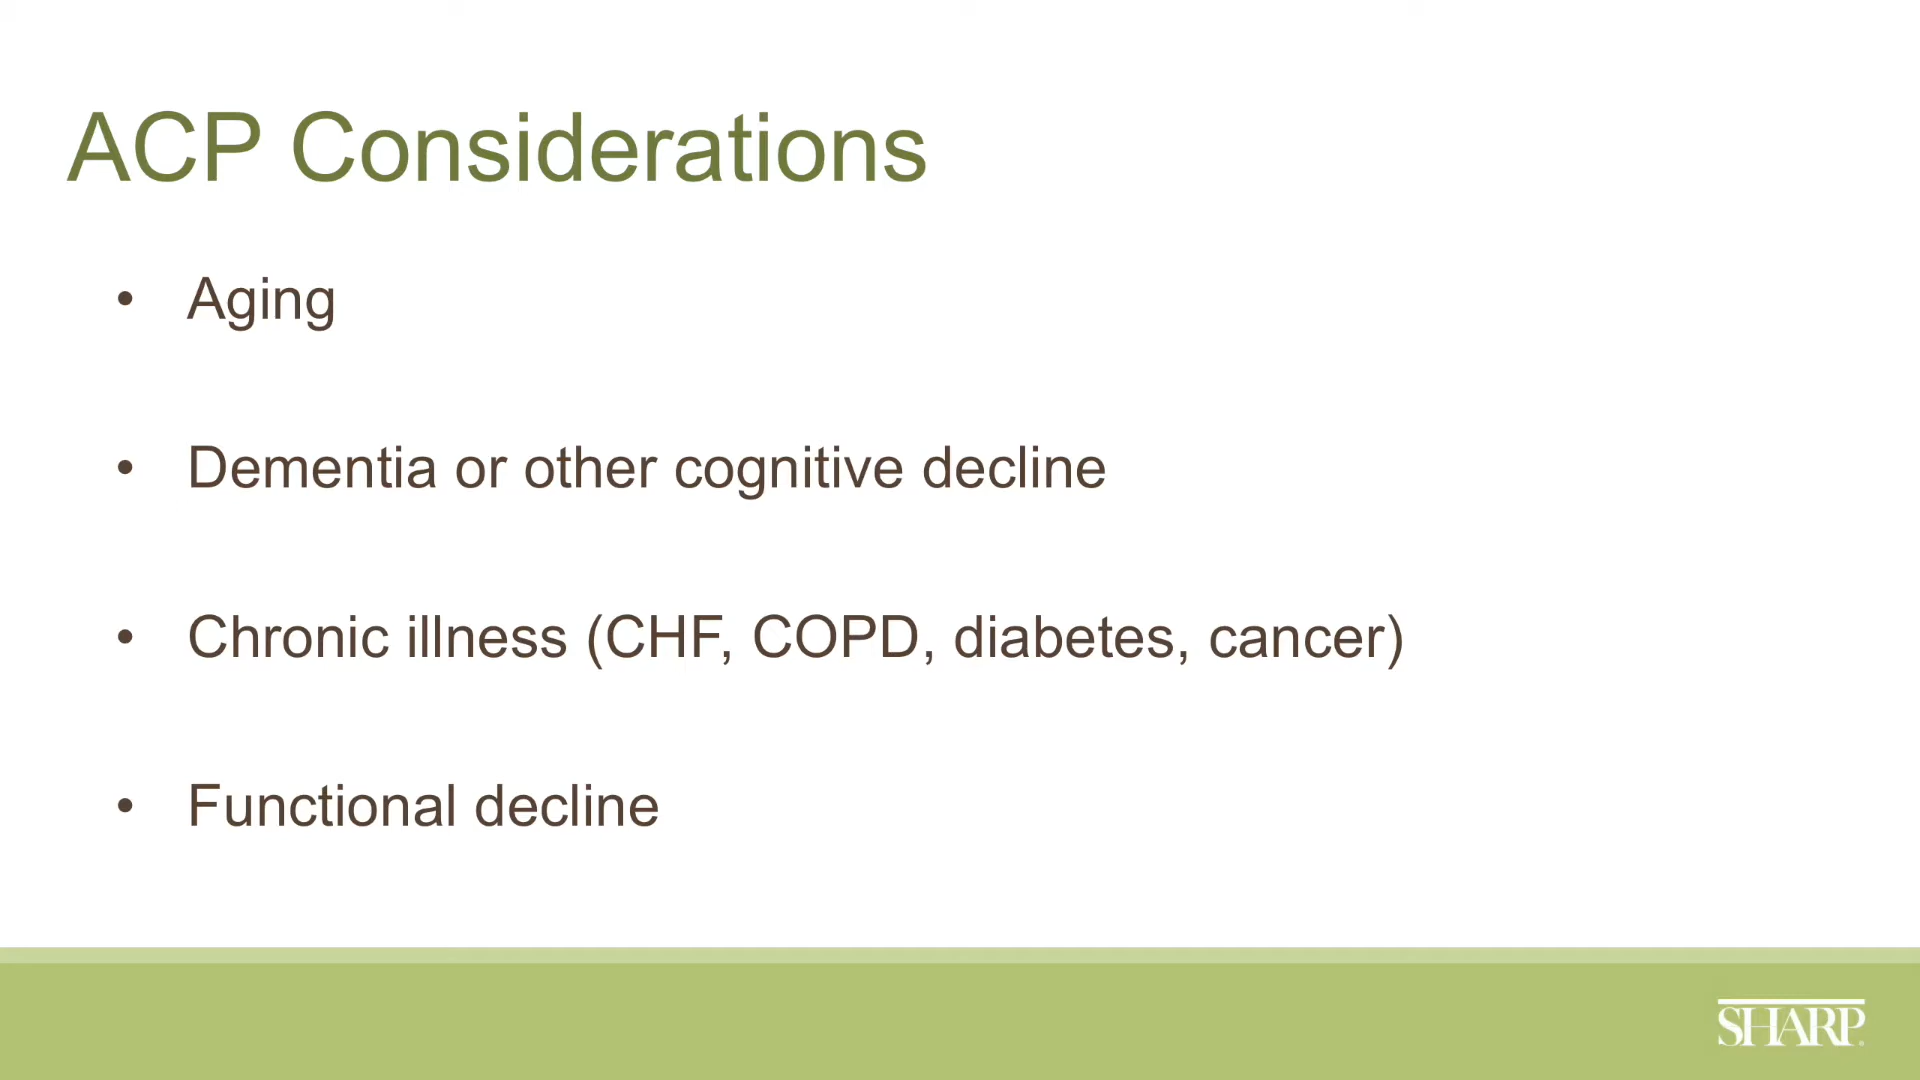 ACP Considerations
• Aging
• Dementia or other cognitive decline
• Chronic illness (CHF, COPD, diabetes, cancer)
• Functional decline
SHARP®